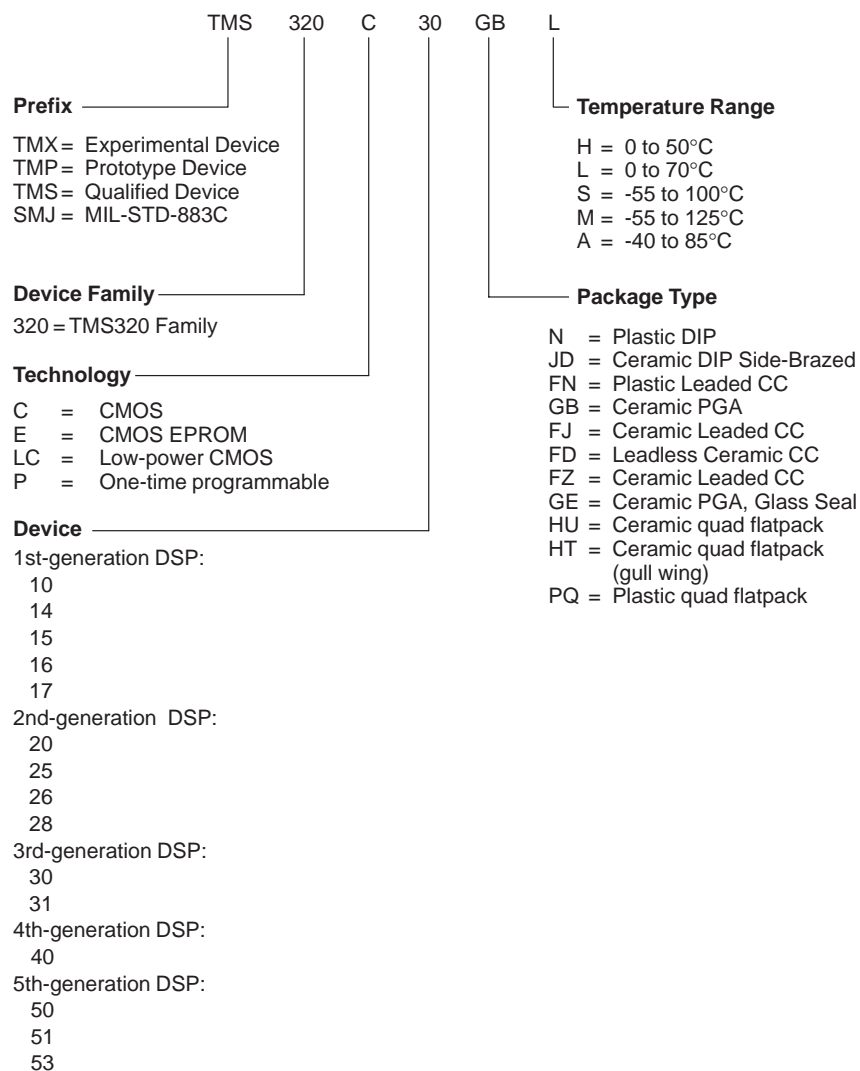 TMS 320 C 30 GB L
Prefix
TMX = Experimental Device
TMP = Prototype Device
TMS = Qualified Device
SMJ = MIL-STD-883C
Device Family
320 = TMS320 Family
Technology
C = CMOS
E = CMOS EPROM
LC = Low-power CMOS
P = One-time programmable
Device
1st-generation DSP:
10
14
15
16
17
2nd-generation DSP:
20
25
26
28
3rd-generation DSP:
30
31
4th-generation DSP:
40
5th-generation DSP:
50
51
53
Temperature Range
H = 0 to 50°C
L = 0 to 70°C
S = -55 to 100°C
M = -55 to 125°C
A = -40 to 85°C
Package Type
N = Plastic DIP
JD = Ceramic DIP Side-Brazed
FN = Plastic Leaded CC
GB = Ceramic PGA
FJ = Ceramic Leaded CC
FD = Leadless Ceramic CC
FZ = Ceramic Leaded CC
GE = Ceramic PGA, Glass Seal
HU = Ceramic quad flatpack
HT = Ceramic quad flatpack
(gull wing)
PQ = Plastic quad flatpack